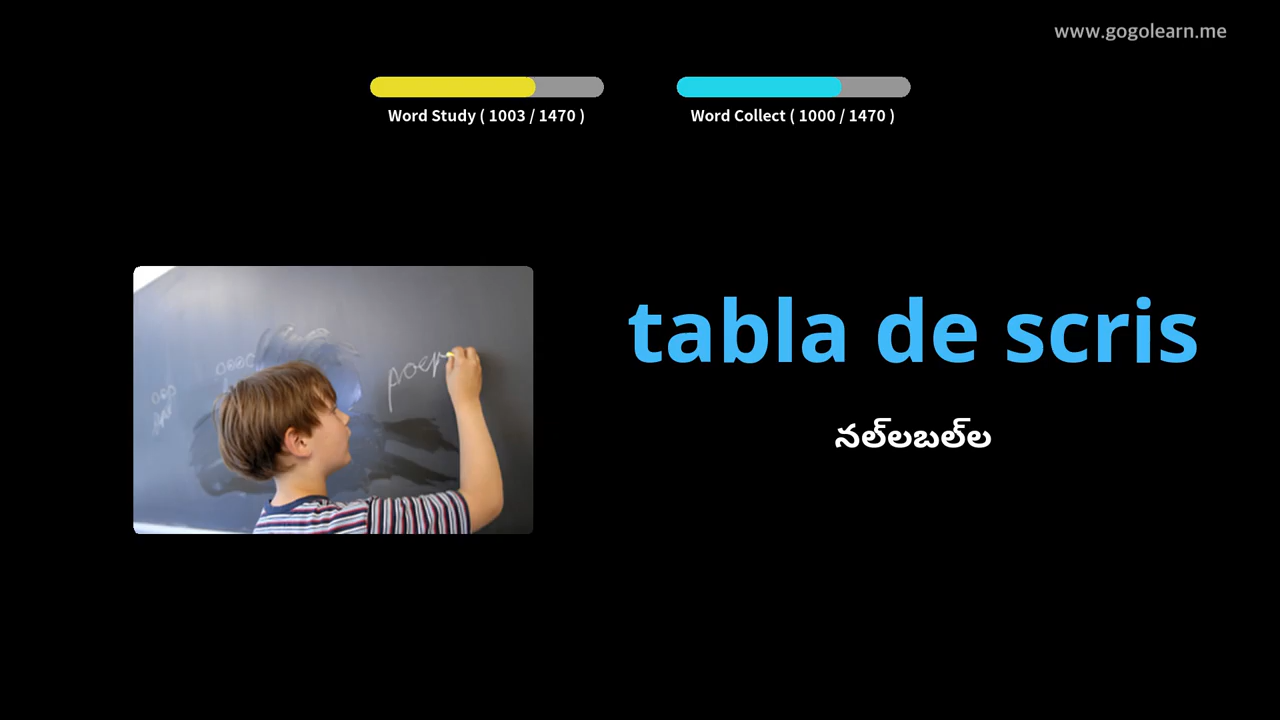 www.gogolearn.me
Word Study ( 1003 / 1470 )
Word Collect ( 1000 / 1470 )
tabla de scris
నల్‌లబల్‌ల